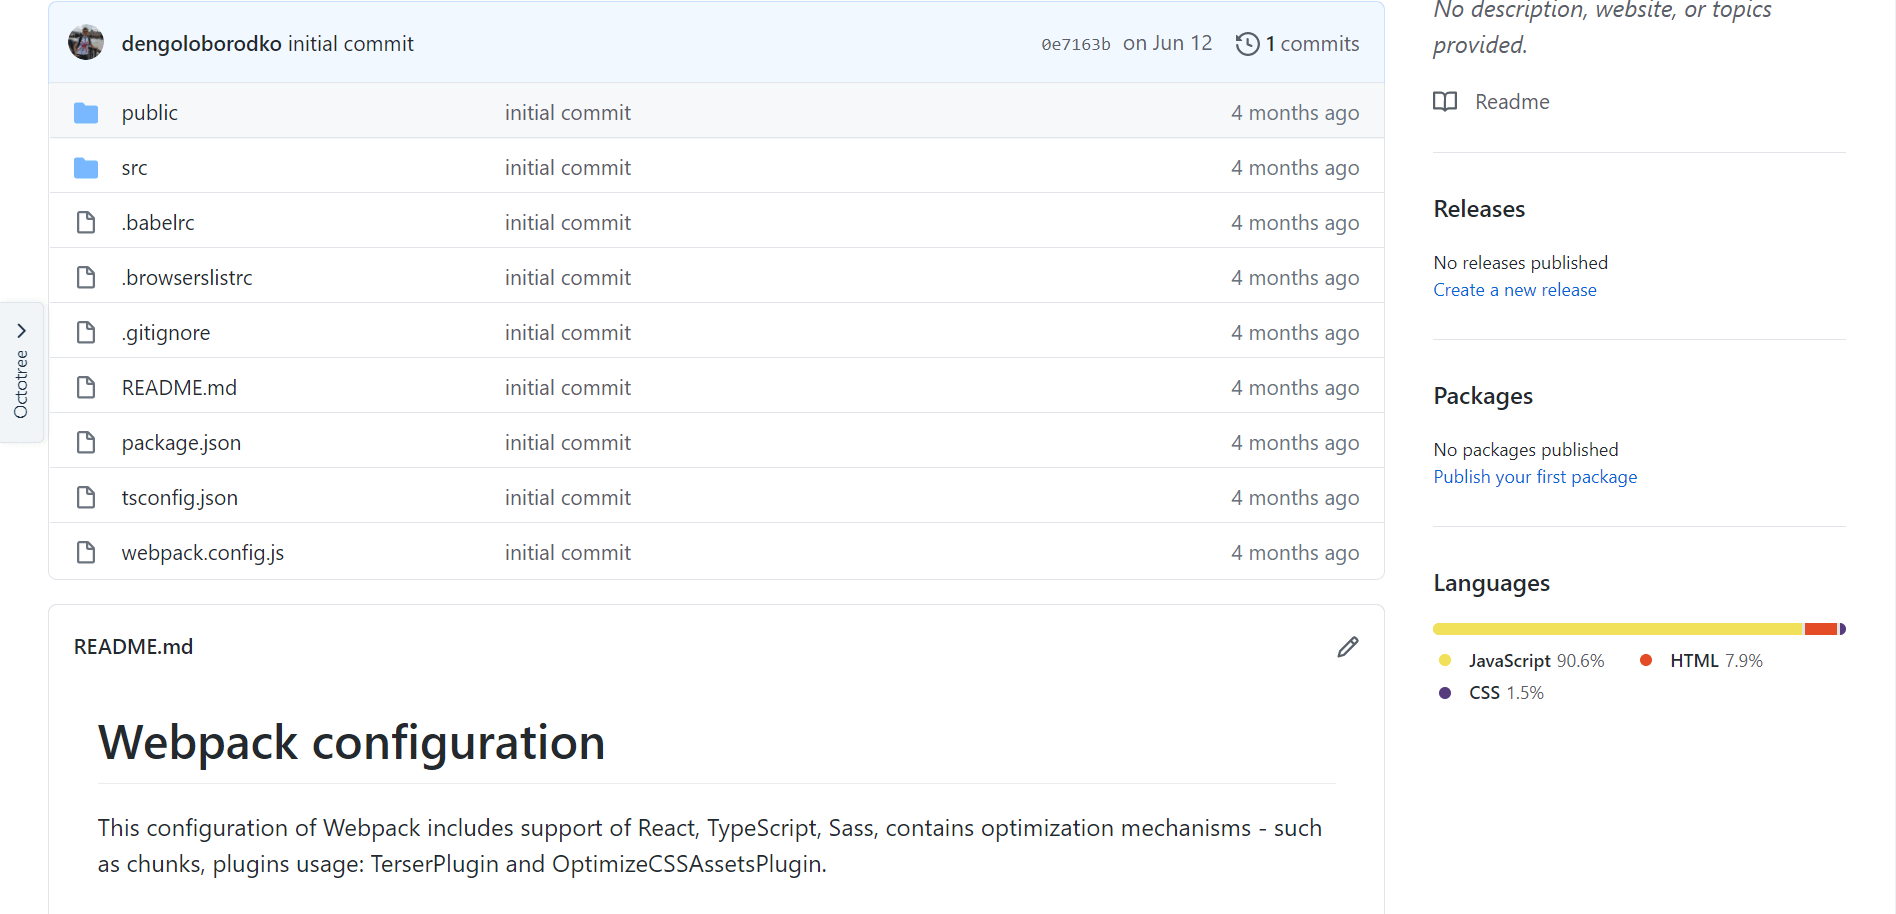 dengoloborodko initial commit 0e7163b on Jun 12 1 commits
public initial commit 4 months ago
src initial commit 4 months ago
.babelrc initial commit 4 months ago
.browserslistrc initial commit 4 months ago
.gitignore initial commit 4 months ago
README.md initial commit 4 months ago
package.json initial commit 4 months ago
tsconfig.json initial commit 4 months ago
webpack.config.js initial commit 4 months ago
Octotree
README.md
Webpack configuration
This configuration of Webpack includes support of React, TypeScript, Sass, contains optimization mechanisms - such
as chunks, plugins usage: TerserPlugin and OptimizeCSSAssetsPlugin.
No description, website, or topics
provided.
Readme
Releases
No releases published
Create a new release
Packages
No packages published
Publish your first package
Languages
JavaScript 90.6% HTML 7.9%
CSS 1.5%